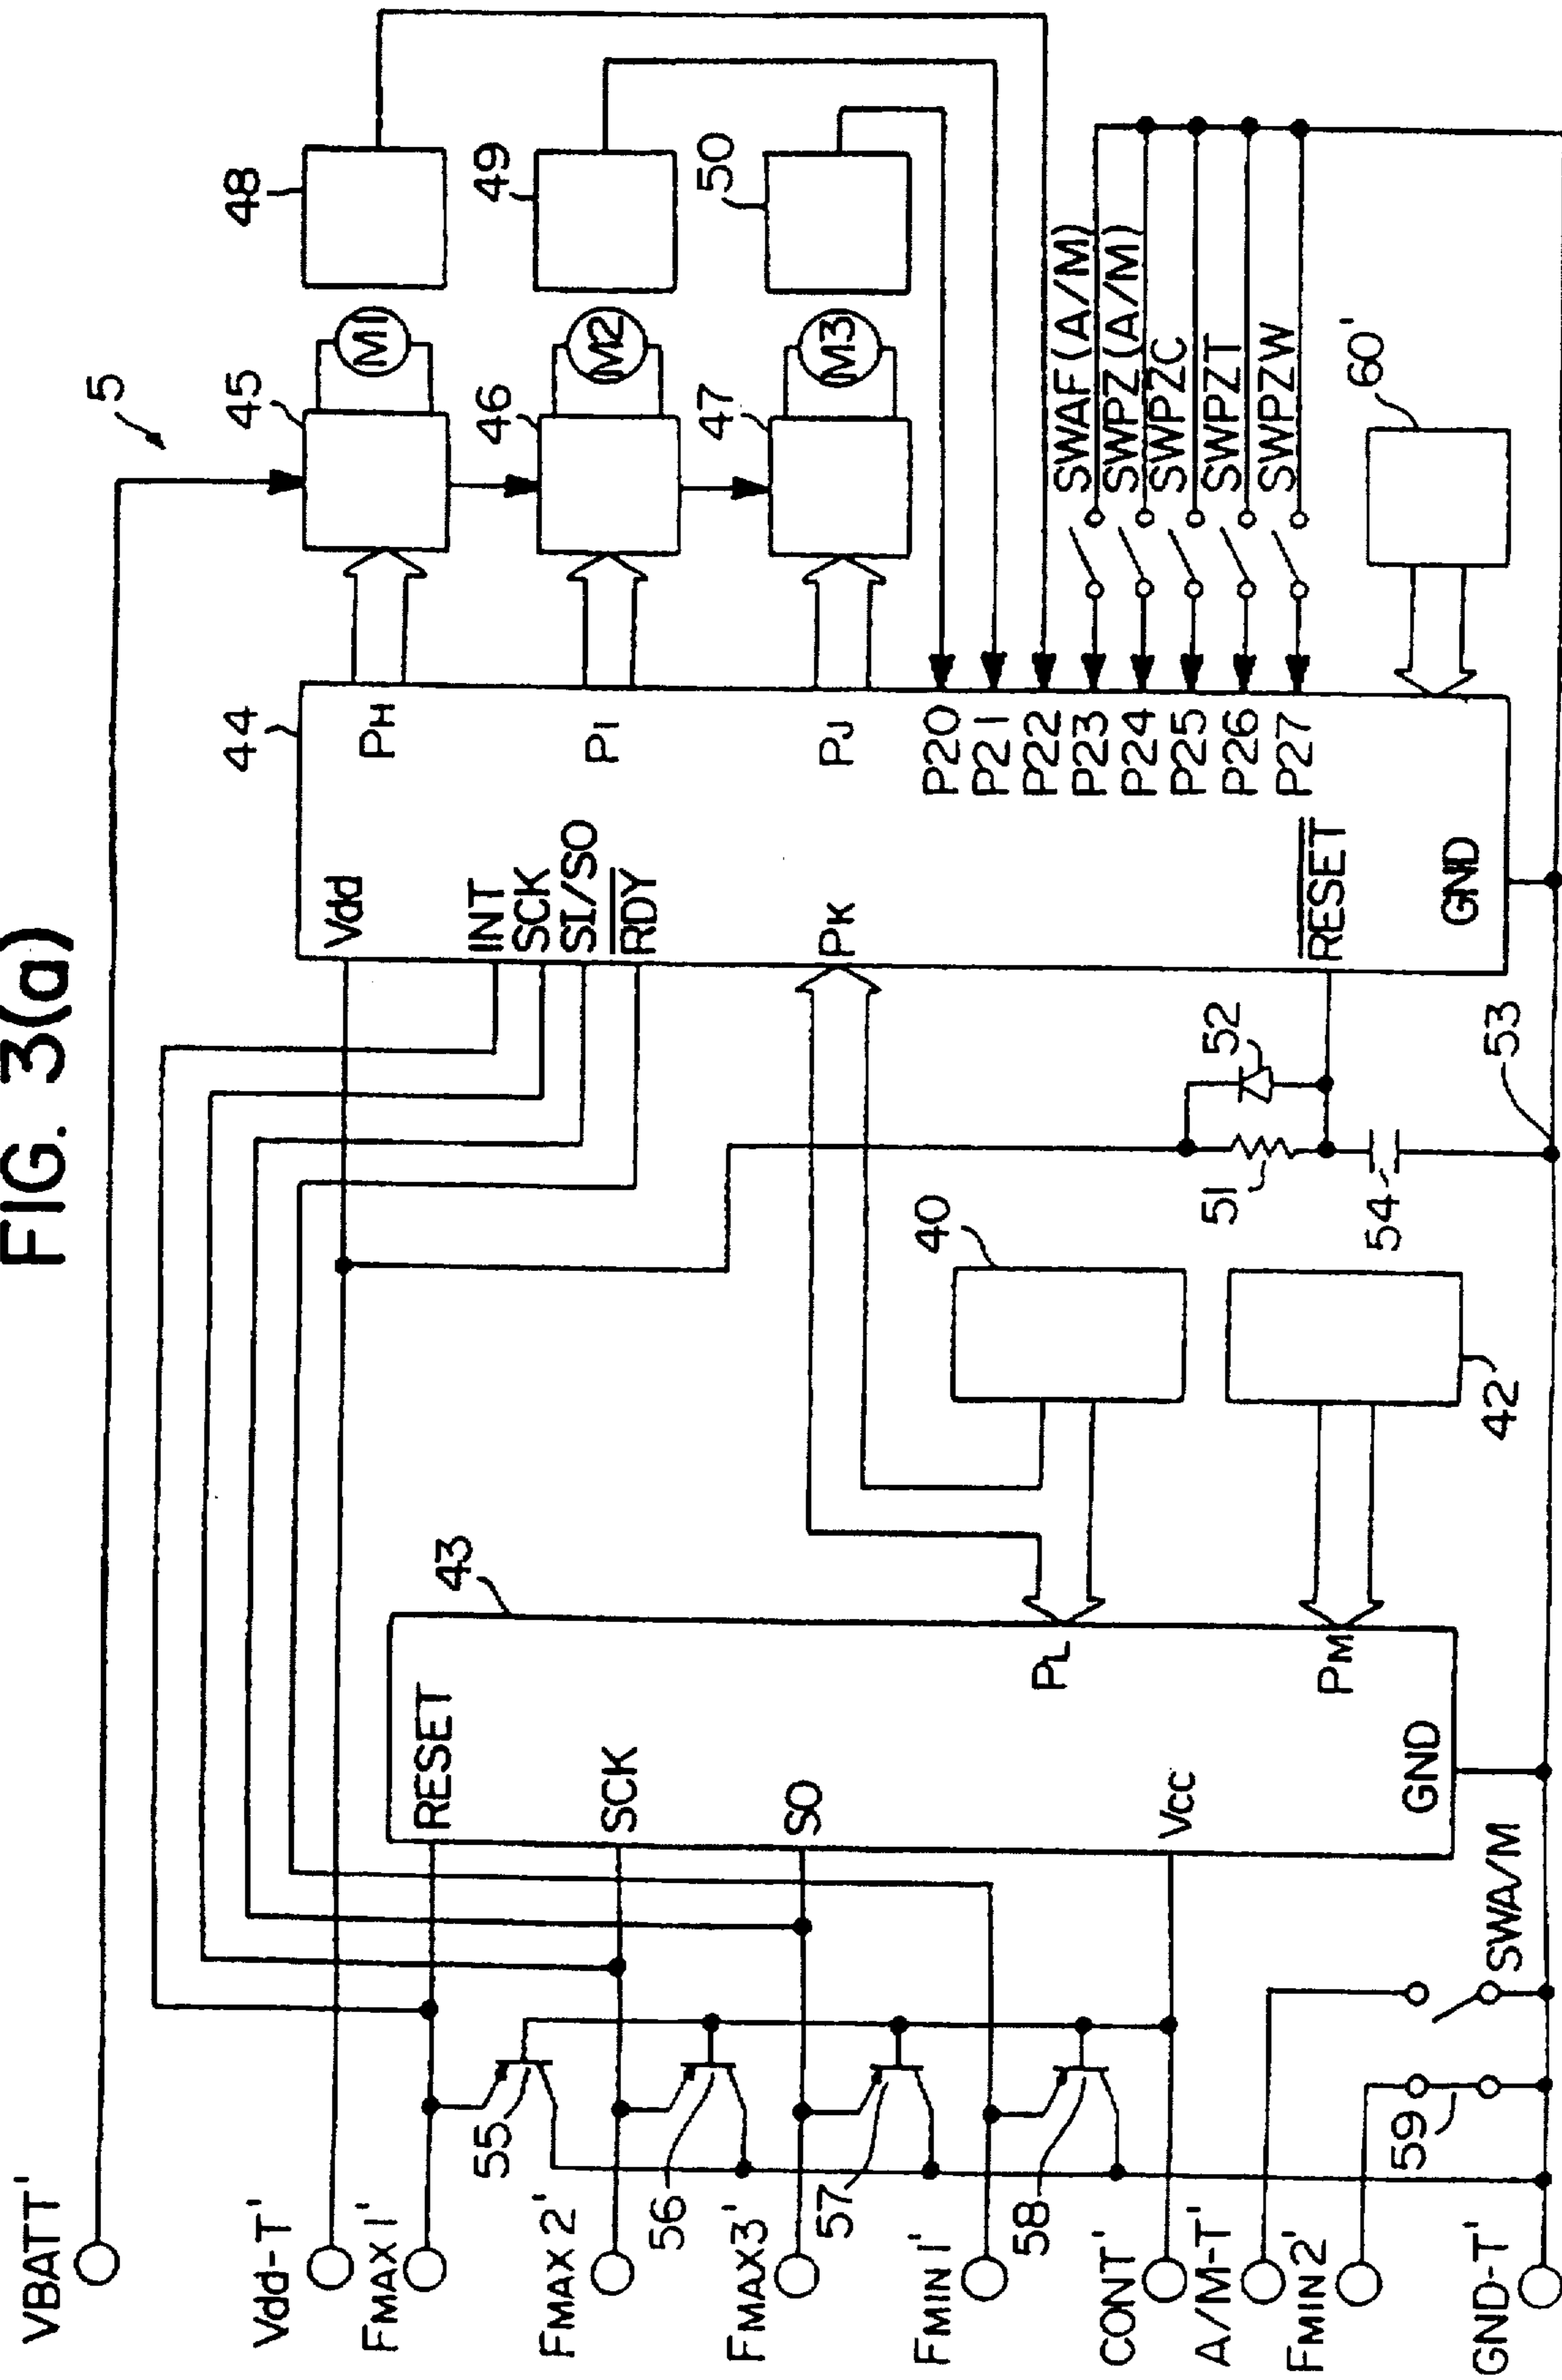 FIG. 3(a)
5
VBATT'
Vdd-T'
FMAX1'
FMAX2'
FMAX3'
FMIN1'
CONT'
A/M-T'
FMIN2'
GND-T'
55
56
57
58
59
SWA/M
43
RESET
SCK
SO
Vcc
GND
PL
PM
40
42
51
52
54
53
44
Vdd
INT
SCK
SI/SO
RDY
PK
RESET
GND
PH
PI
PJ
P20
P21
P22
P23
P24
P25
P26
P27
45
46
47
M1
M2
M3
48
49
50
SWAF(A/M)
SWPZ(A/M)
SWPZC
SWPZT
SWPZW
60'